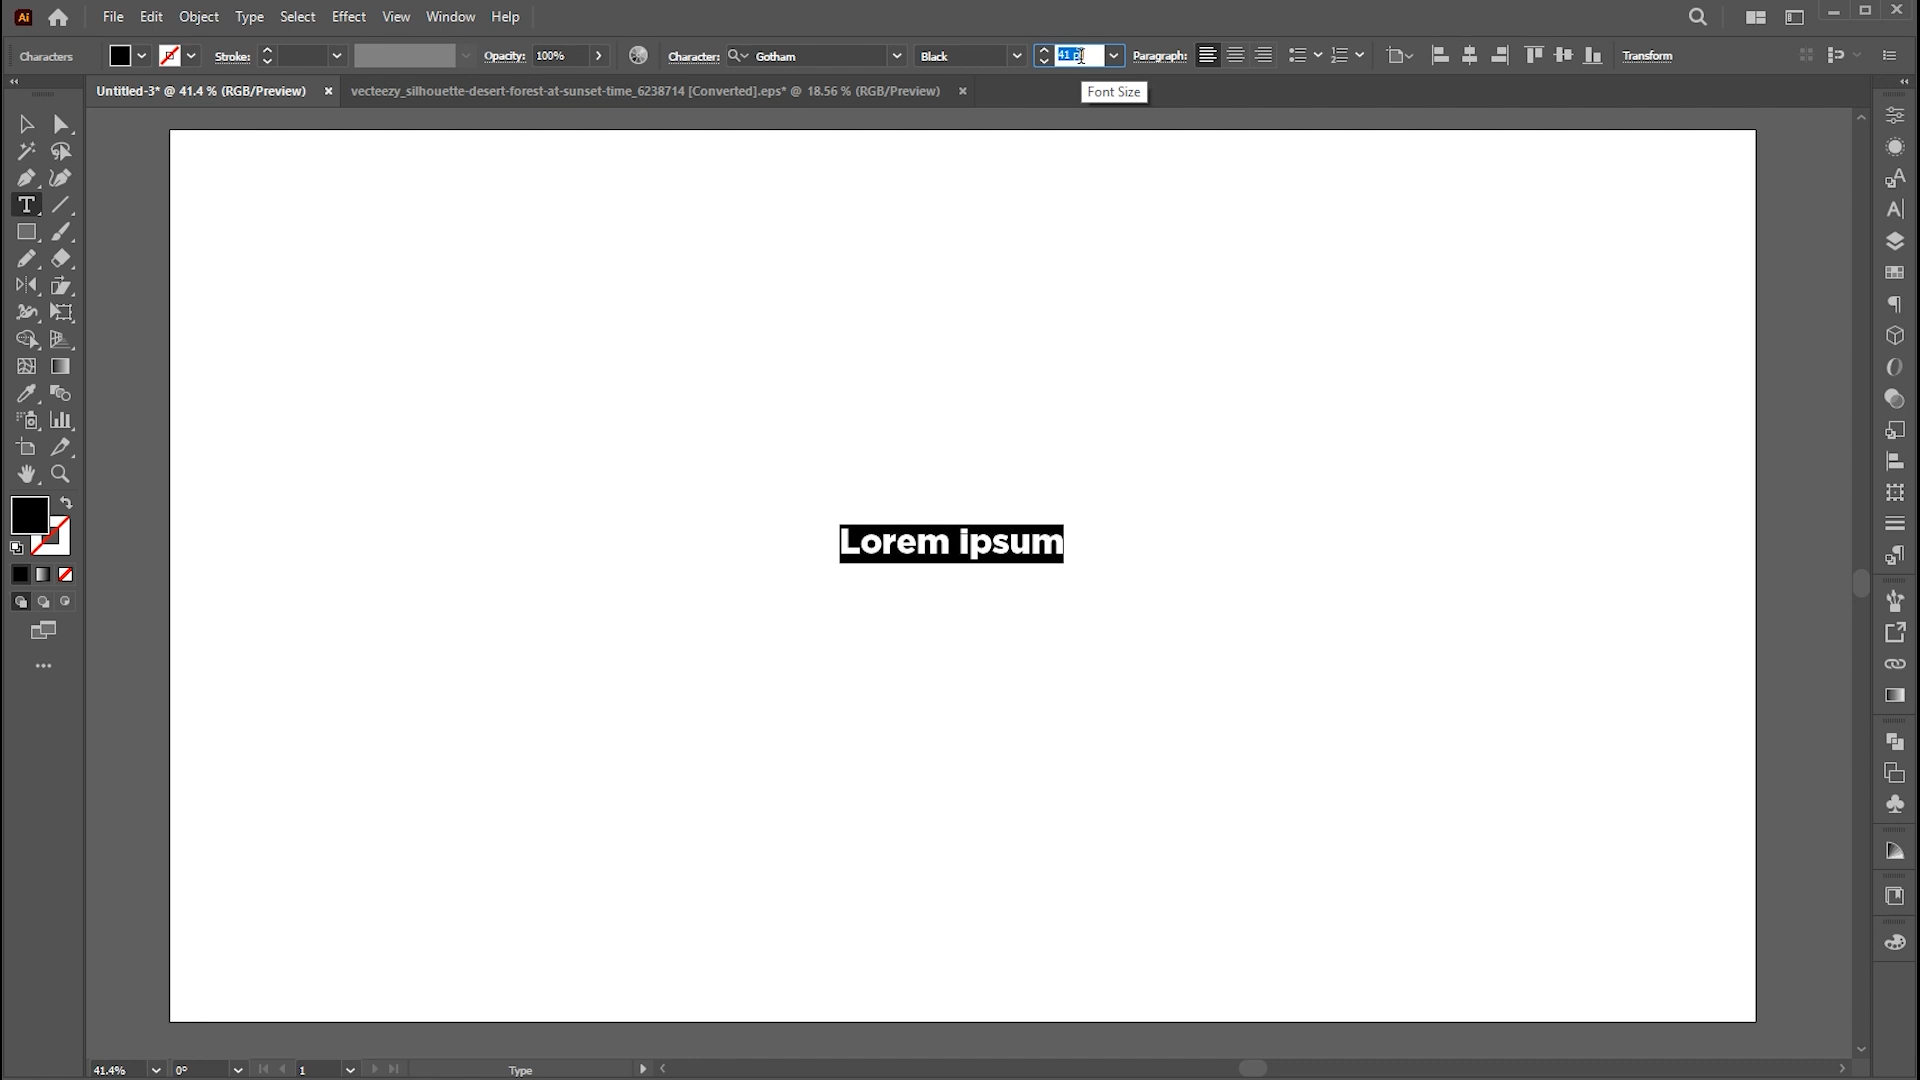 Ai File Edit Object Type Select Effect View Window Help
Characters Stroke: Opacity: 100% Character: Gotham Black 41 p Paragraph: Transform
Untitled-3* @ 41.4 % (RGB/Preview) × vecteezy_silhouette-desert-forest-at-sunset-time_6238714 [Converted].eps* @ 18.56 % (RGB/Preview) ×
Font Size
Lorem ipsum
41.4% 0° 1 Type